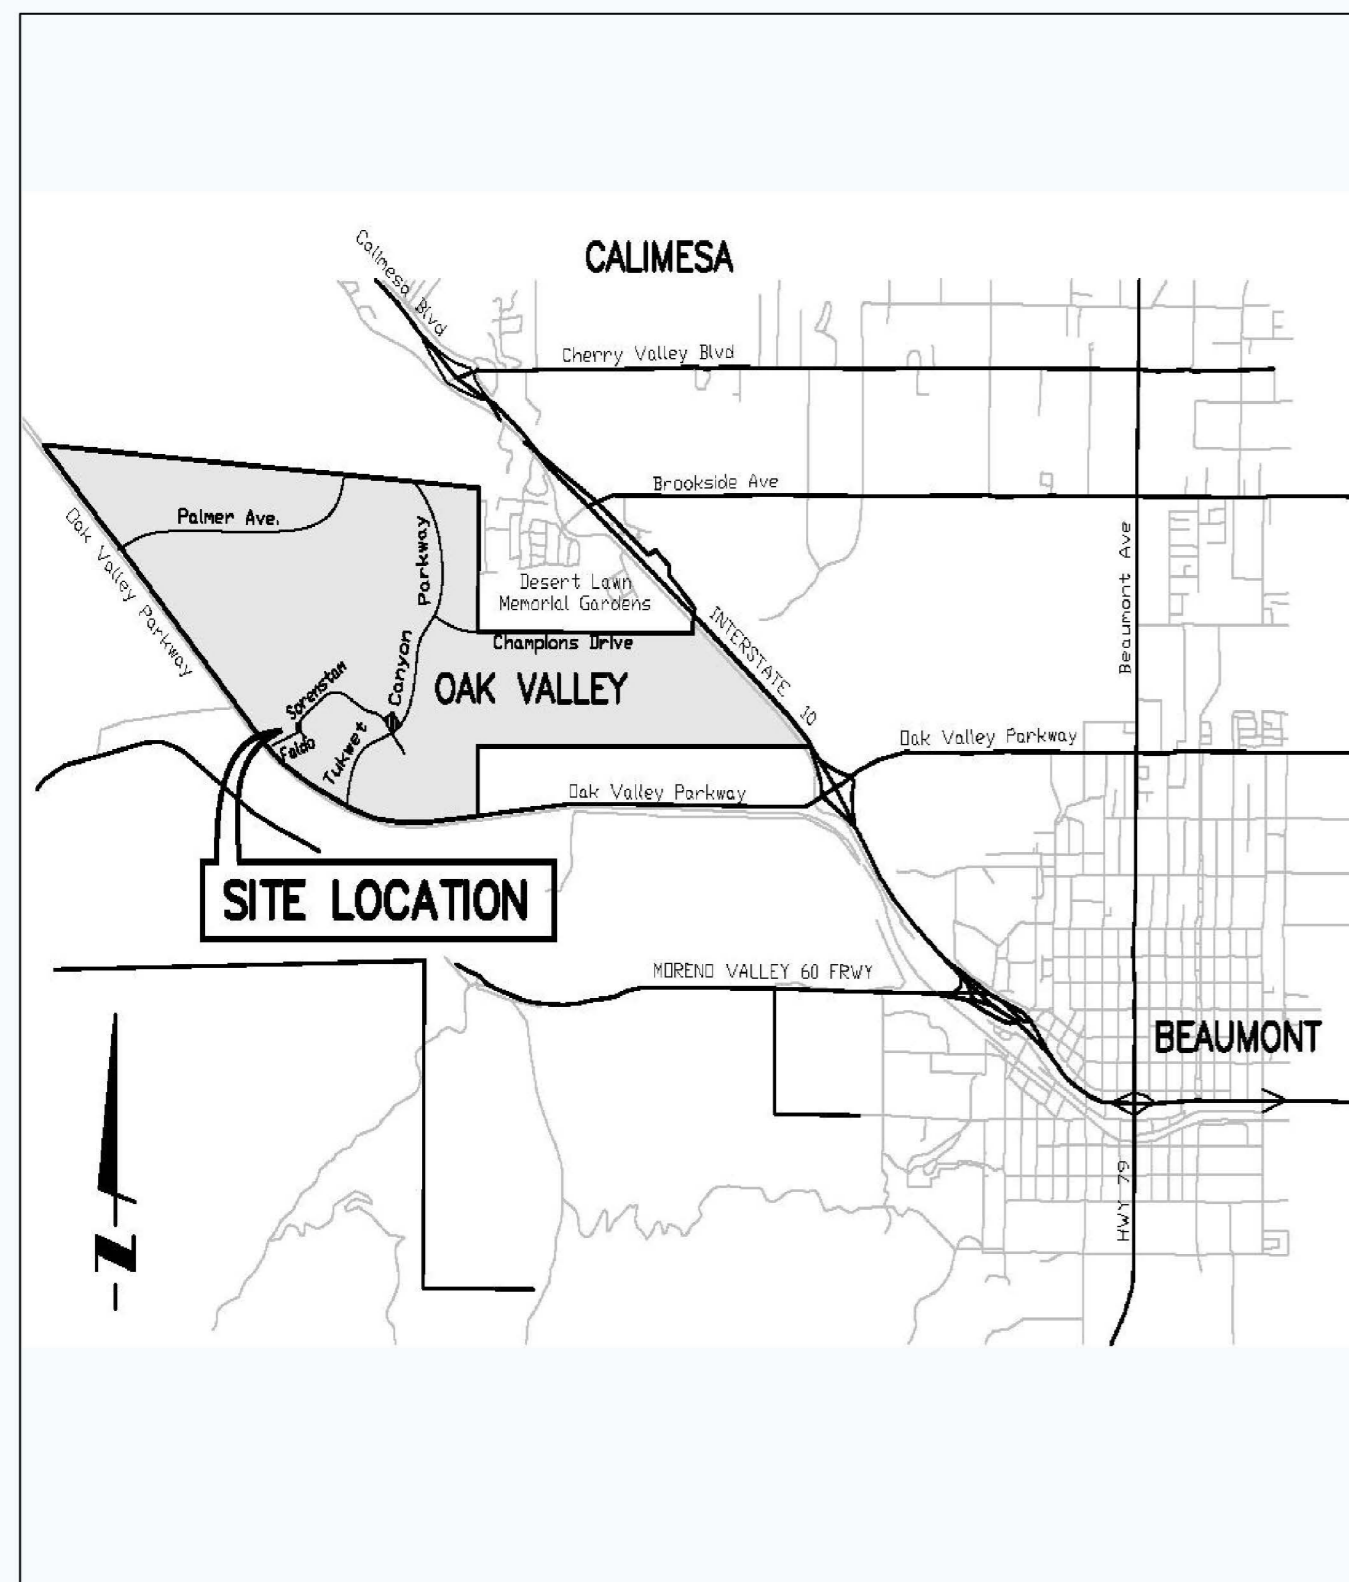 CALIMESA
Calimesa Blvd
Cherry Valley Blvd
Brookside Ave
Palmer Ave.
Parkway
Oak Valley Parkway
Beaumont Ave
Desert Lawn
Memorial Gardens
INTERSTATE 10
Champions Drive
Canyon
OAK VALLEY
Sorenstan
Faldo
Tukwet
Oak Valley Parkway
Oak Valley Parkway
SITE LOCATION
MORENO VALLEY 60 FRWY
BEAUMONT
HWY 79
N